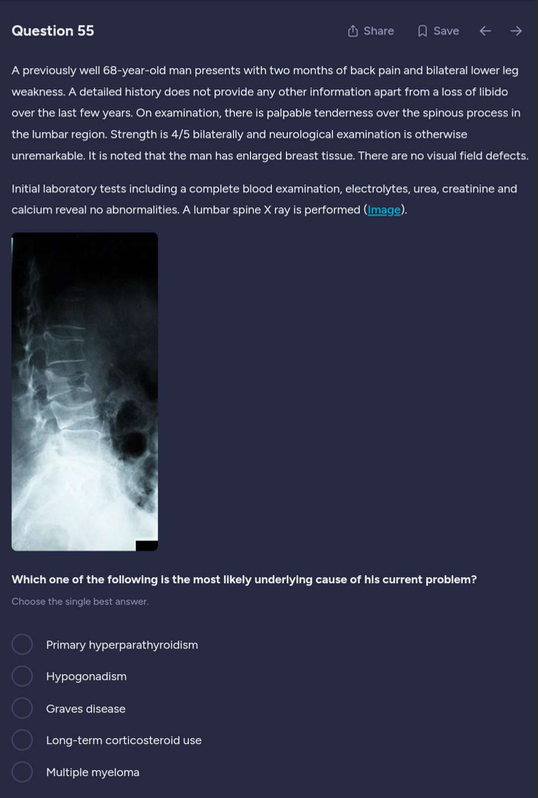 Question 55
Share
Save
A previously well 68-year-old man presents with two months of back pain and bilateral lower leg
weakness. A detailed history does not provide any other information apart from a loss of libido
over the last few years. On examination, there is palpable tenderness over the spinous process in
the lumbar region. Strength is 4/5 bilaterally and neurological examination is otherwise
unremarkable. It is noted that the man has enlarged breast tissue. There are no visual field defects.
Initial laboratory tests including a complete blood examination, electrolytes, urea, creatinine and
calcium reveal no abnormalities. A lumbar spine X ray is performed (Image).
Which one of the following is the most likely underlying cause of his current problem?
Choose the single best answer.
Primary hyperparathyroidism
Hypogonadism
Graves disease
Long-term corticosteroid use
Multiple myeloma